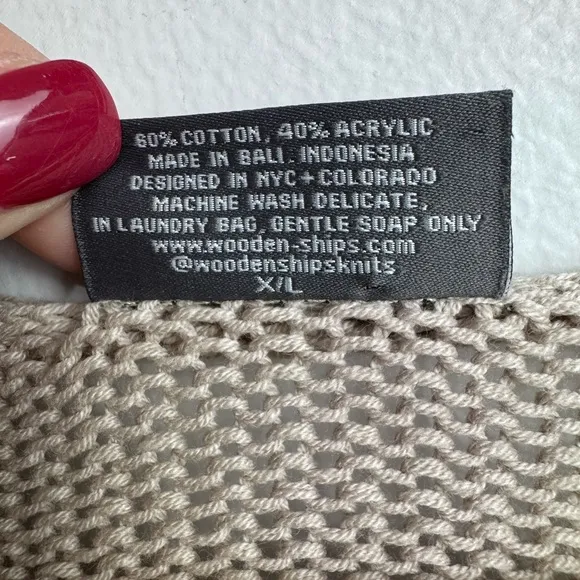 60% COTTON, 40% ACRYLIC
MADE IN BALI. INDONESIA
DESIGNED IN NYC+COLORADO
MACHINE WASH DELICATE,
IN LAUNDRY BAG, GENTLE SOAP ONLY
www.wooden-ships.com
@woodenshipsknits
X/L